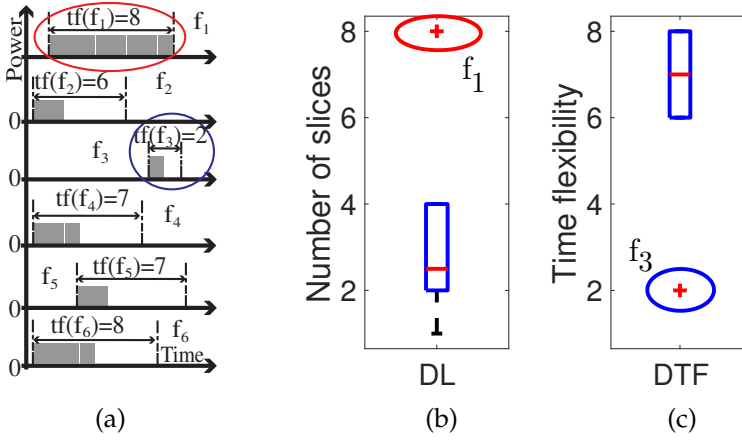 Power
tf(f1)=8
f1
0
tf(f2)=6
f2
0
tf(f3)=2
f3
0
tf(f4)=7
f4
0
tf(f5)=7
f5
0
tf(f6)=8
f6
Time
0
(a)
Number of slices
8
6
4
2
f1
DL
(b)
Time flexibility
8
6
4
2
f3
DTF
(c)